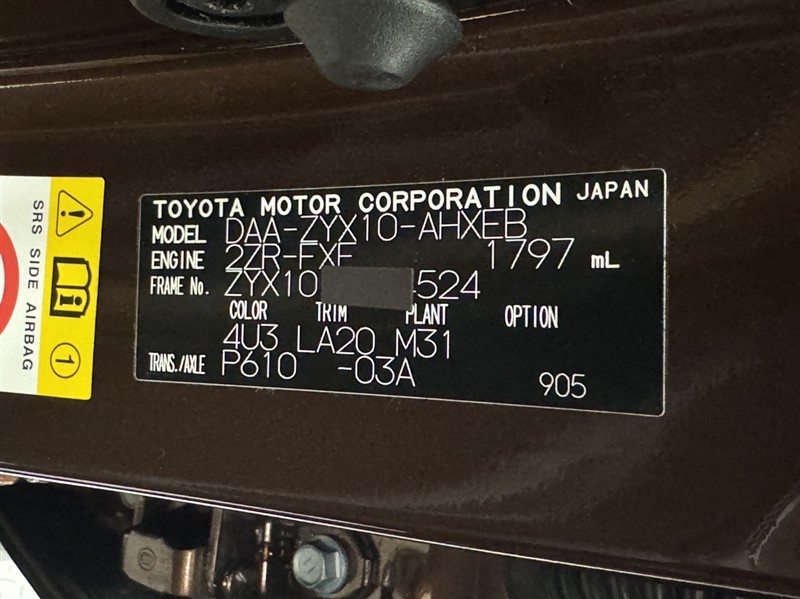 TOYOTA MOTOR CORPORATION JAPAN
MODEL DAA-ZYX10-AHXEB
ENGINE 2ZR-FXE 1797 mL
FRAME No. ZYX10 524
COLOR TRIM PLANT OPTION
4U3 LA20 M31
TRANS./AXLE P610 -03A
905
SRS SIDE AIRBAG
1